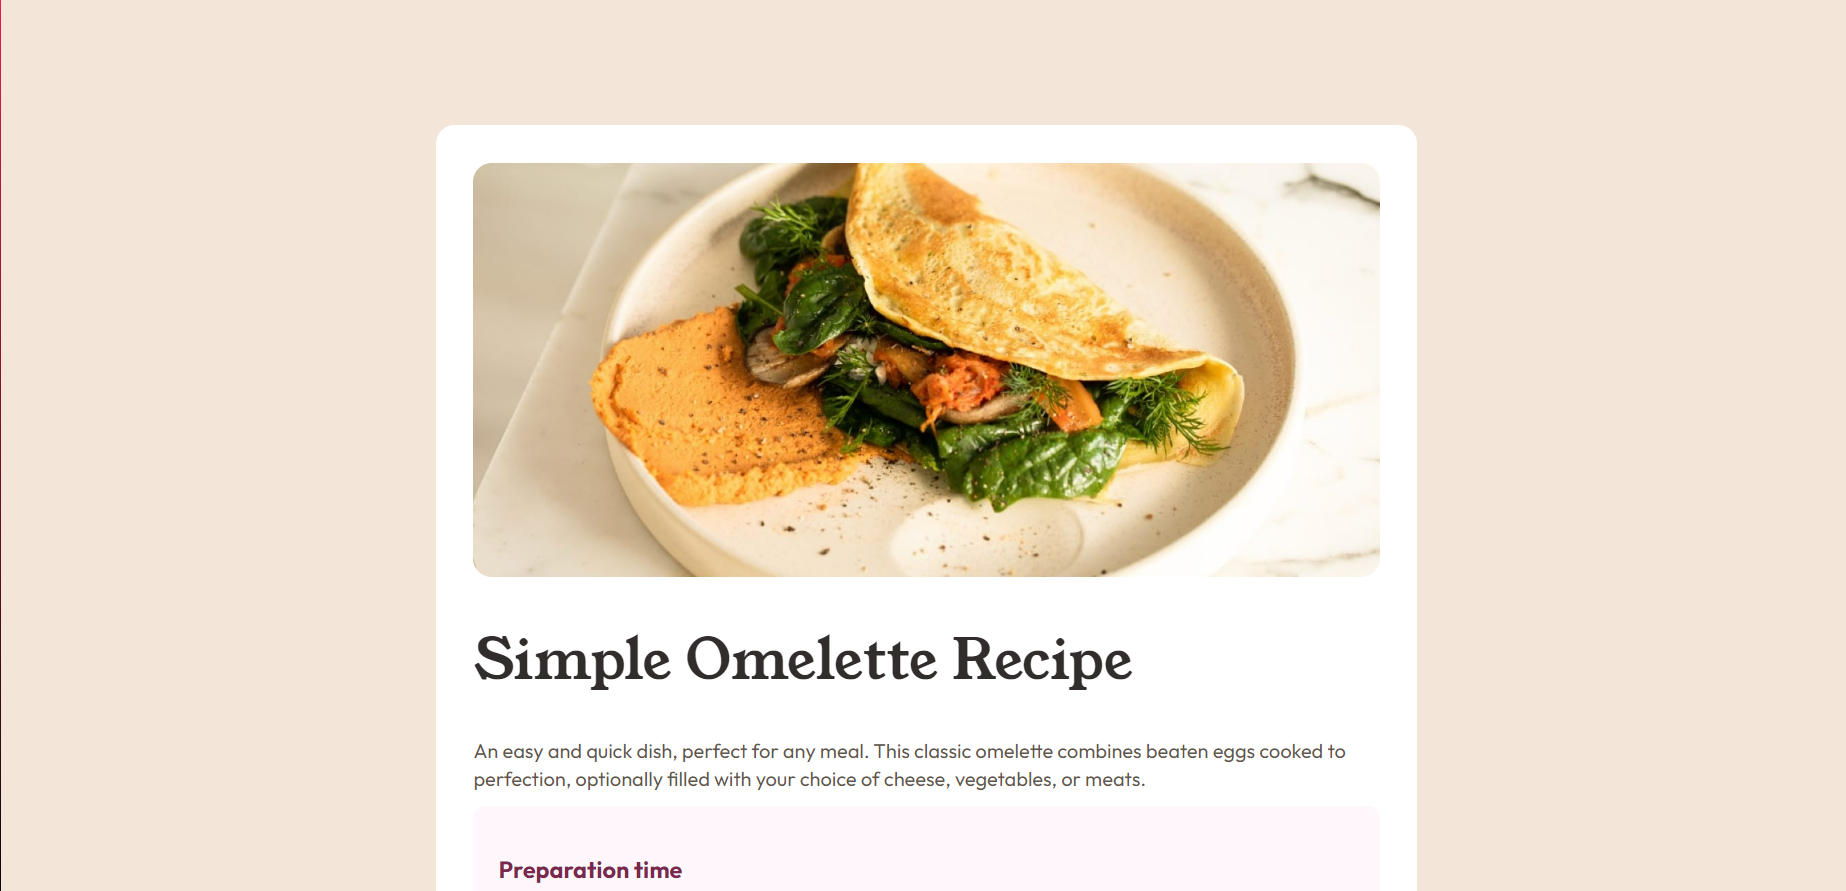 Simple Omelette Recipe
An easy and quick dish, perfect for any meal. This classic omelette combines beaten eggs cooked to
perfection, optionally filled with your choice of cheese, vegetables, or meats.
Preparation time